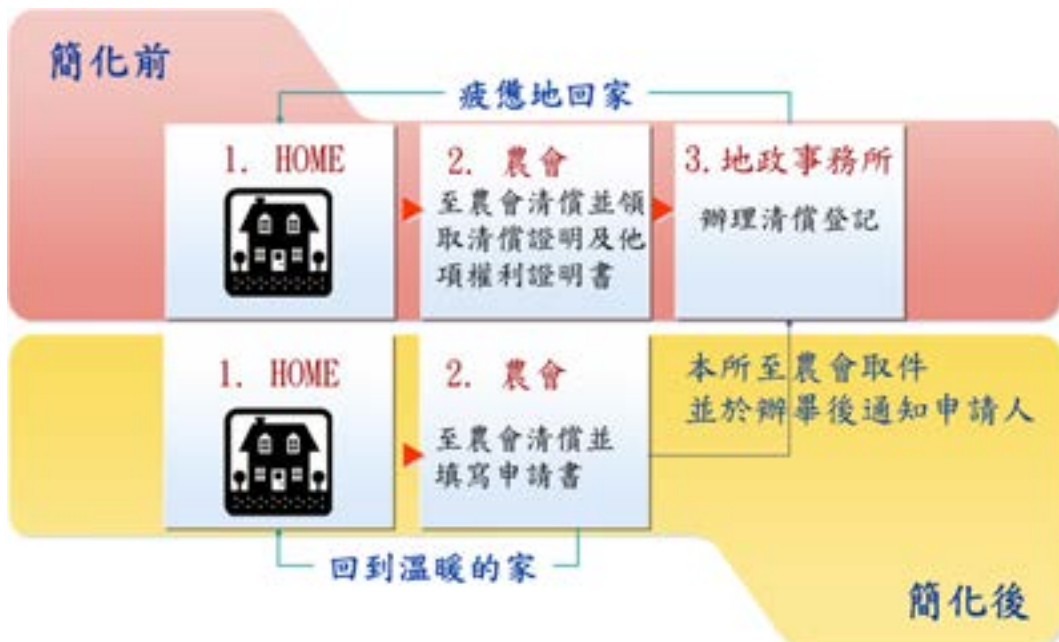 簡化前
疲憊地回家
1. HOME
2. 農會
至農會清償並領
取清償證明及他
項權利證明書
3.地政事務所
辦理清償登記
1. HOME
2. 農會
至農會清償並
填寫申請書
本所至農會取件
並於辦畢後通知申請人
回到溫暖的家
簡化後